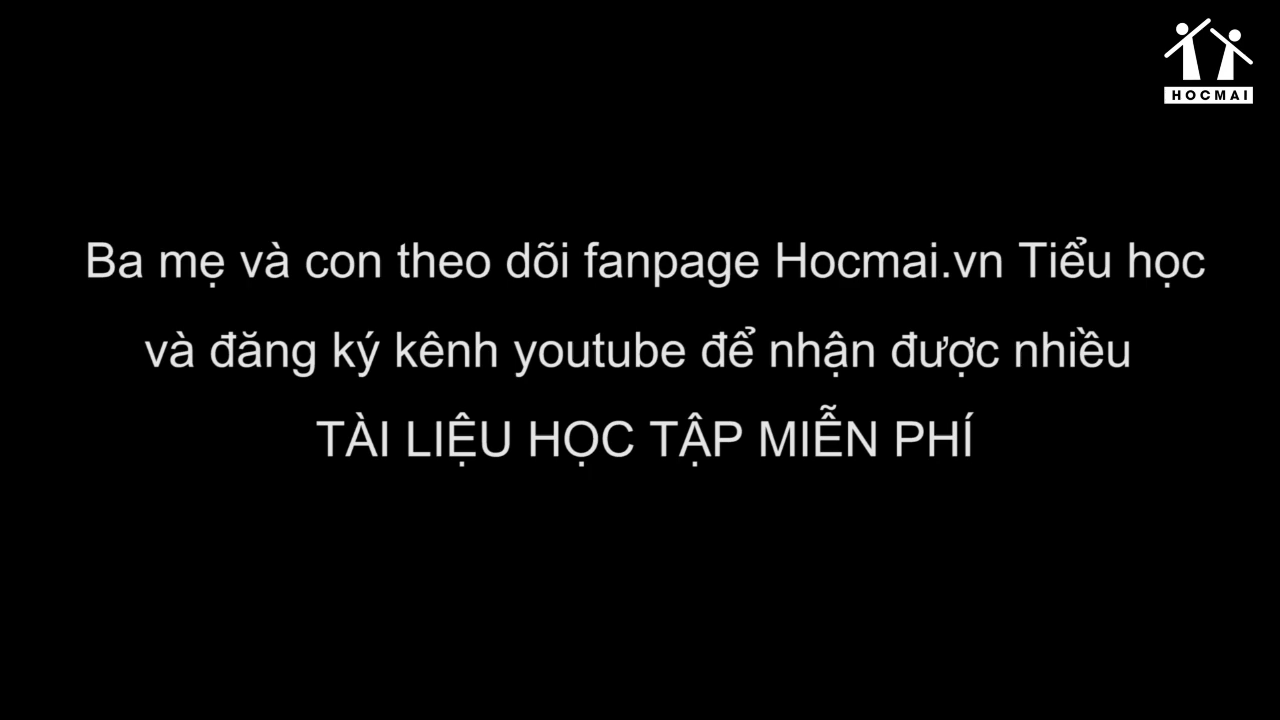 HOCMAI
Ba mẹ và con theo dõi fanpage Hocmai.vn Tiểu học
và đăng ký kênh youtube để nhận được nhiều
TÀI LIỆU HỌC TẬP MIỄN PHÍ